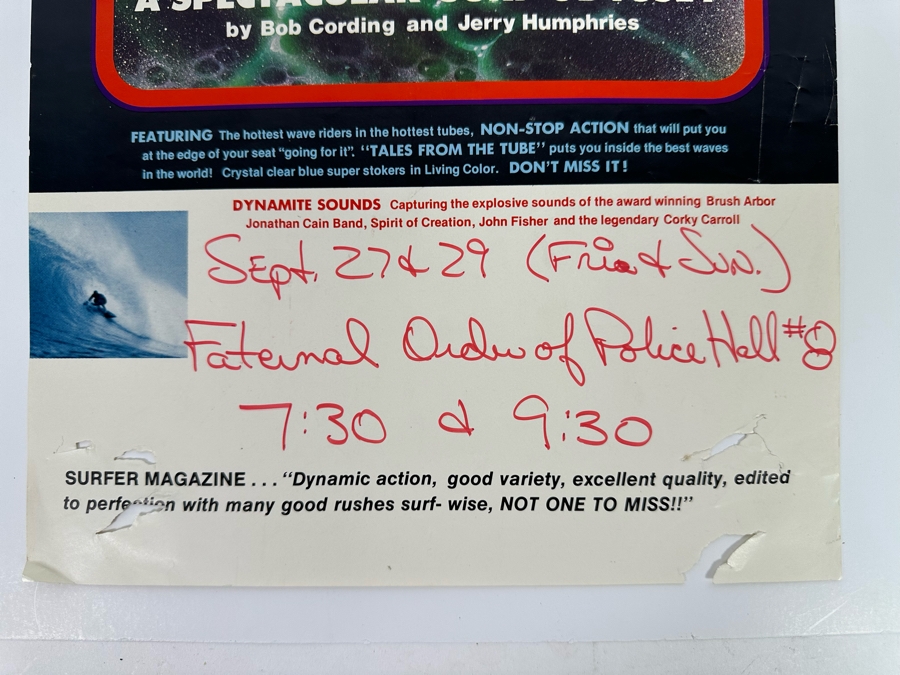 A SPECTACULAR SURF ODYSSEY
by Bob Cording and Jerry Humphries
FEATURING The hottest wave riders in the hottest tubes, NON-STOP ACTION that will put you
at the edge of your seat "going for it". "TALES FROM THE TUBE" puts you inside the best waves
in the world! Crystal clear blue super stokers in Living Color. DON'T MISS IT!
DYNAMITE SOUNDS Capturing the explosive sounds of the award winning Brush Arbor
Jonathan Cain Band, Spirit of Creation, John Fisher and the legendary Corky Carroll
Sept. 27 & 29 (Fri & Sun.)
Faternal Order of Police Hall #8
7:30 & 9:30
SURFER MAGAZINE . . . "Dynamic action, good variety, excellent quality, edited
to perfection with many good rushes surf- wise, NOT ONE TO MISS!!"